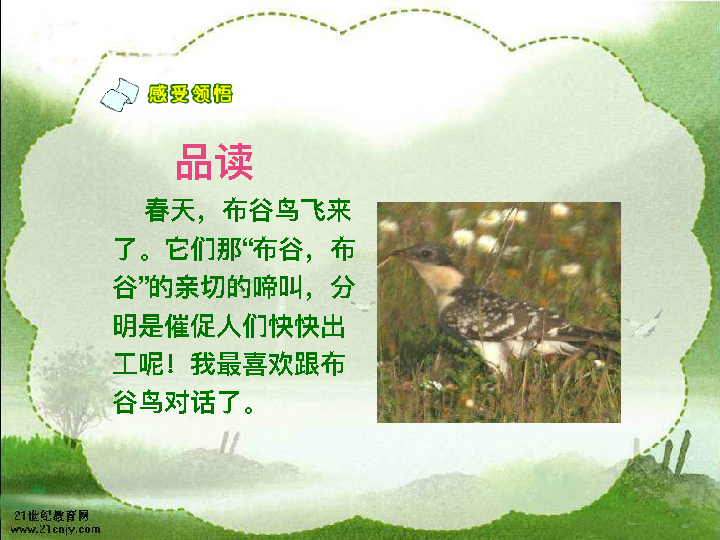 感受领悟
品读
春天，布谷鸟飞来
了。它们那“布谷，布
谷”的亲切的啼叫，分
明是催促人们快快出
工呢！我最喜欢跟布
谷鸟对话了。
21世纪教育网
www.21cnjy.com